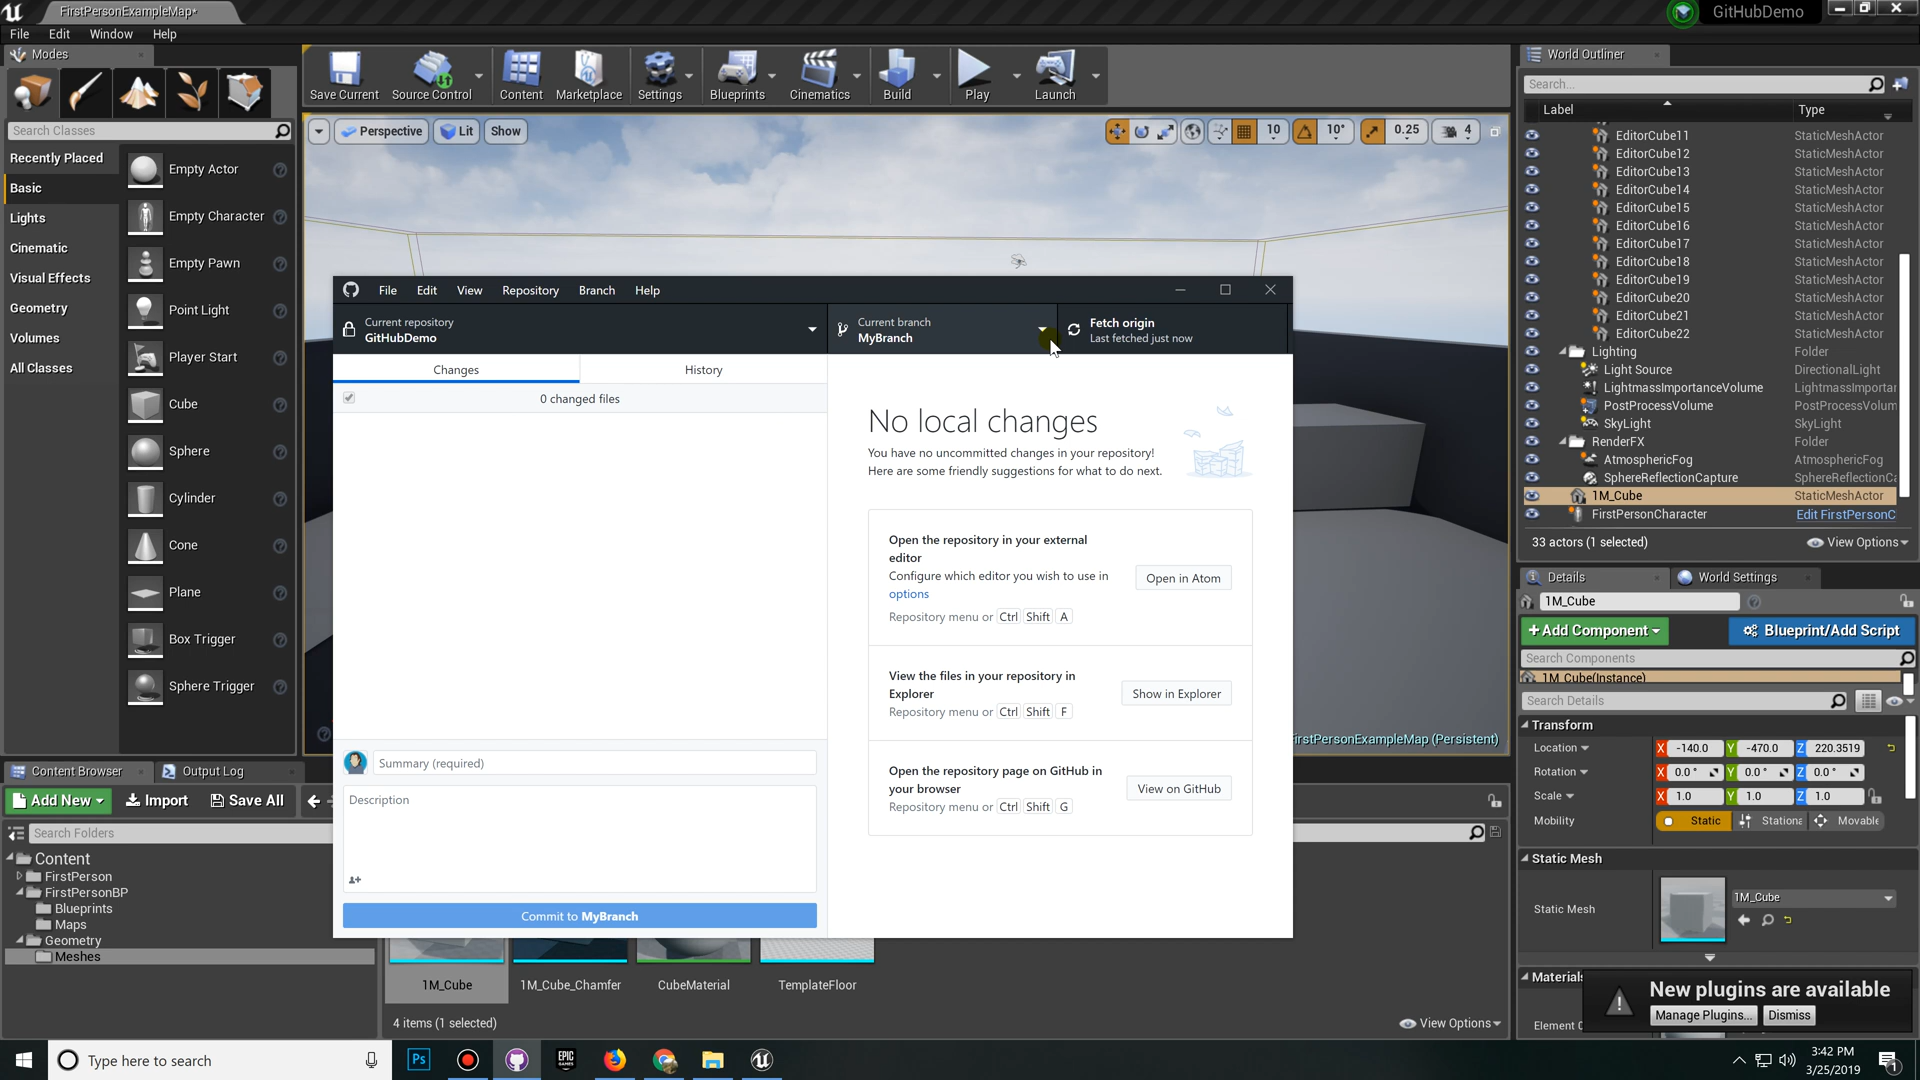 FirstPersonExampleMap*
GitHubDemo
File Edit Window Help
Modes
Save Current
Source Control
Content
Marketplace
Settings
Blueprints
Cinematics
Build
Play
Launch
Search Classes
Recently Placed
Basic
Lights
Cinematic
Visual Effects
Geometry
Volumes
All Classes
Empty Actor
Empty Character
Empty Pawn
Point Light
Player Start
Cube
Sphere
Cylinder
Cone
Plane
Box Trigger
Sphere Trigger
Perspective
Lit
Show
10
10°
0.25
4
File Edit View Repository Branch Help
Current repository
GitHubDemo
Current branch
MyBranch
Fetch origin
Last fetched just now
Changes
History
0 changed files
Summary (required)
Description
Commit to MyBranch
No local changes
You have no uncommitted changes in your repository!
Here are some friendly suggestions for what to do next.
Open the repository in your external
editor
Configure which editor you wish to use in
options
Repository menu or Ctrl Shift A
Open in Atom
View the files in your repository in
Explorer
Repository menu or Ctrl Shift F
Show in Explorer
Open the repository page on GitHub in
your browser
Repository menu or Ctrl Shift G
View on GitHub
irstPersonExampleMap (Persistent)
World Outliner
Search...
Label Type
EditorCube11 StaticMeshActor
EditorCube12 StaticMeshActor
EditorCube13 StaticMeshActor
EditorCube14 StaticMeshActor
EditorCube15 StaticMeshActor
EditorCube16 StaticMeshActor
EditorCube17 StaticMeshActor
EditorCube18 StaticMeshActor
EditorCube19 StaticMeshActor
EditorCube20 StaticMeshActor
EditorCube21 StaticMeshActor
EditorCube22 StaticMeshActor
Lighting Folder
Light Source DirectionalLight
LightmassImportanceVolume LightmassImporta
PostProcessVolume PostProcessVolum
SkyLight SkyLight
RenderFX Folder
AtmosphericFog AtmosphericFog
SphereReflectionCapture SphereReflectionCa
1M_Cube StaticMeshActor
FirstPersonCharacter Edit FirstPersonC
33 actors (1 selected)
View Options
Details
World Settings
1M_Cube
+Add Component
Blueprint/Add Script
Search Components
1M_Cube(Instance)
Search Details
Transform
Location X -140.0 Y -470.0 Z 220.3519
Rotation X 0.0° Y 0.0° Z 0.0°
Scale X 1.0 Y 1.0 Z 1.0
Mobility Static Stationa Movable
Static Mesh
Static Mesh
1M_Cube
Materials
Element 0
New plugins are available
Manage Plugins... Dismiss
Content Browser
Output Log
Add New
Import
Save All
Search Folders
Content
FirstPerson
FirstPersonBP
Blueprints
Maps
Geometry
Meshes
1M_Cube
1M_Cube_Chamfer
CubeMaterial
TemplateFloor
4 items (1 selected)
View Options
Type here to search
Ps
EPIC
GAMES
3:42 PM
3/25/2019
1